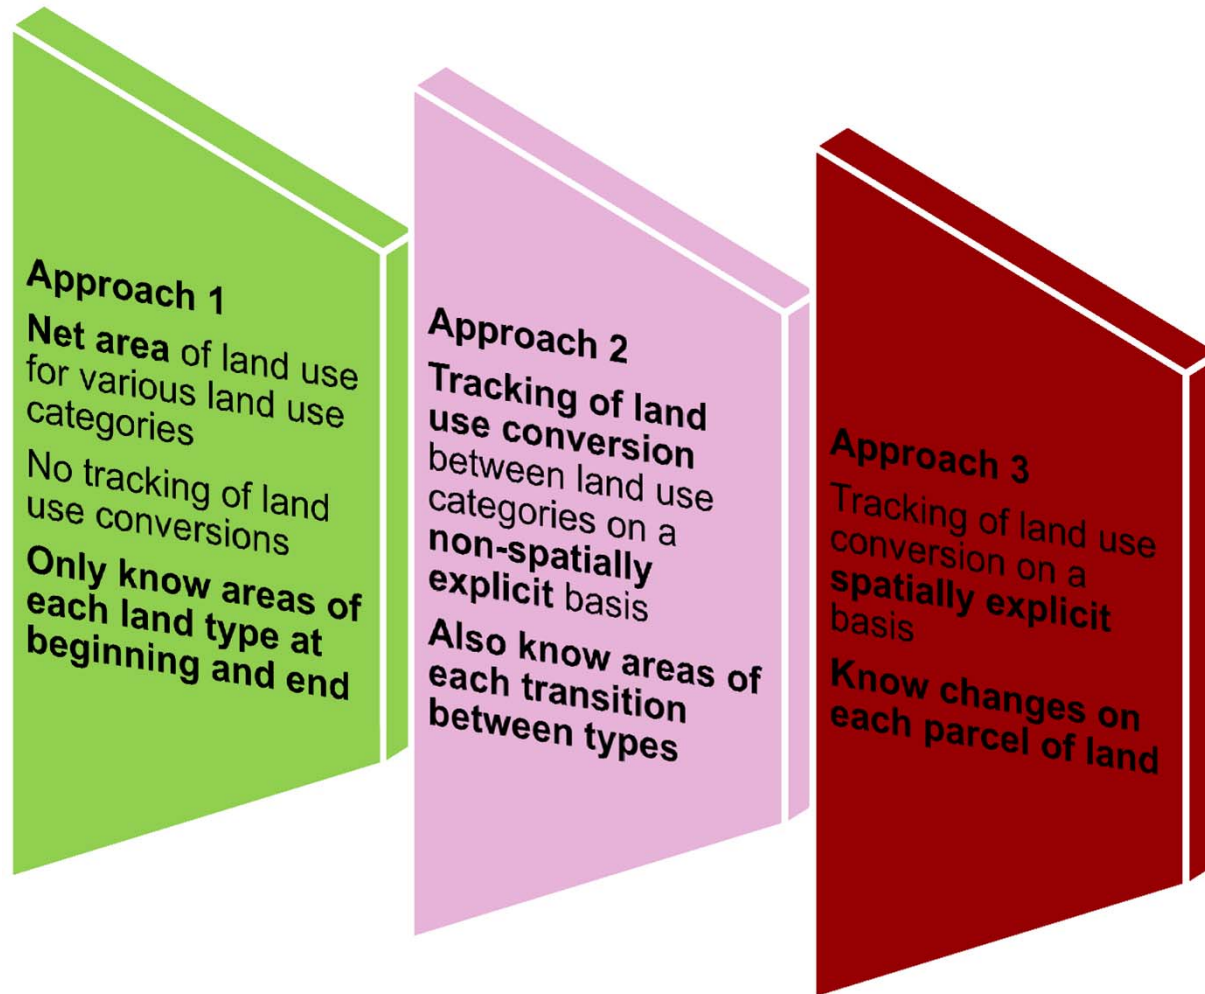 Approach 1
Net area of land use
for various land use
categories
No tracking of land
use conversions
Only know areas of
each land type at
beginning and end
Approach 2
Tracking of land
use conversion
between land use
categories on a
non-spatially
explicit basis
Also know areas of
each transition
between types
Approach 3
Tracking of land use
conversion on a
spatially explicit
basis
Know changes on
each parcel of land